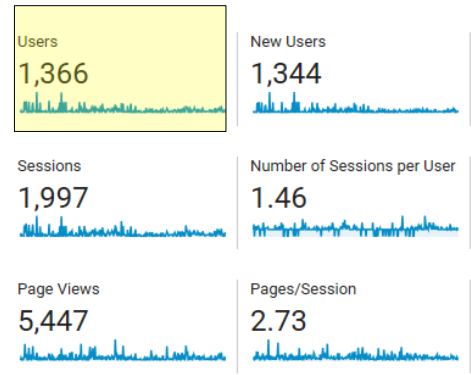 Users
1,366
New Users
1,344
Sessions
1,997
Number of Sessions per User
1.46
Page Views
5,447
Pages/Session
2.73